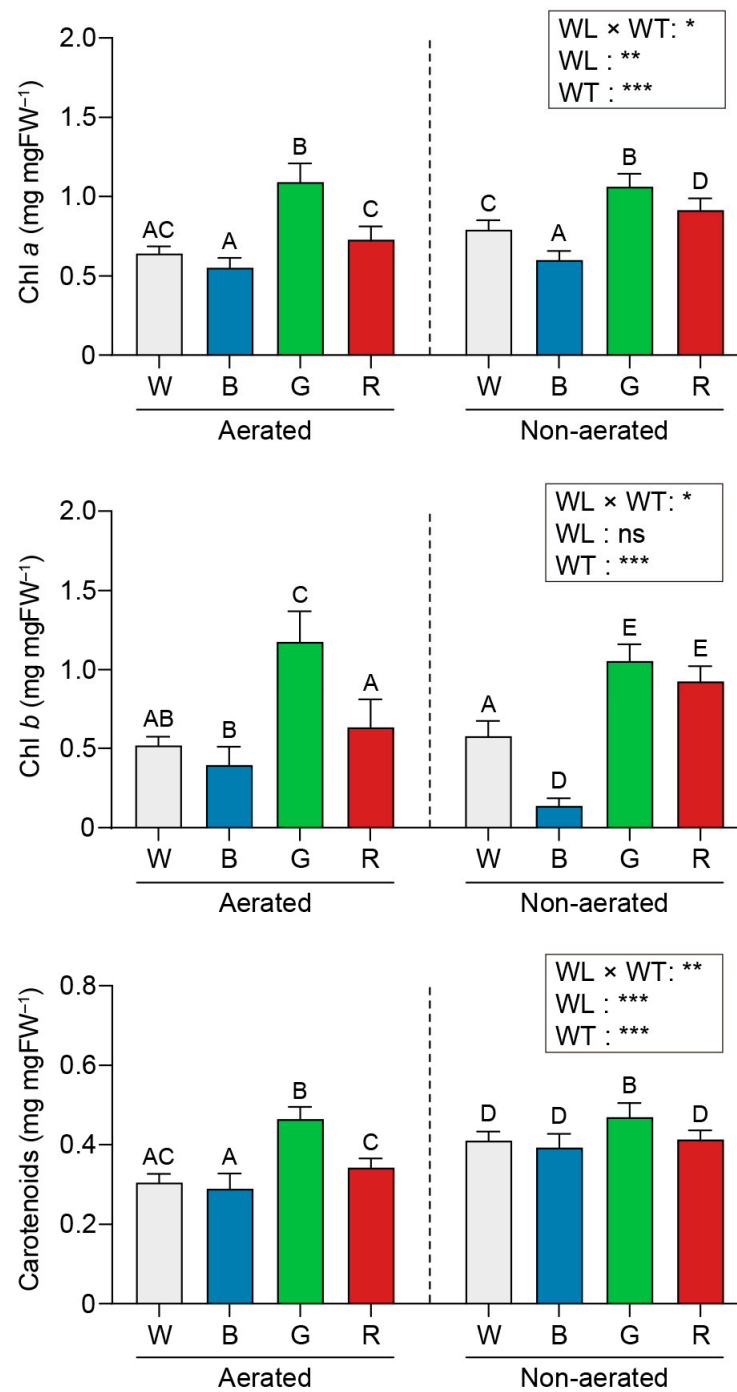 2.0
1.5
1.0
0.5
0
Chl a (mg mgFW⁻¹)
WL × WT: *
WL : **
WT : ***
AC A B C C A B D
W B G R W B G R
Aerated Non-aerated
2.0
1.5
1.0
0.5
0
Chl b (mg mgFW⁻¹)
WL × WT: *
WL : ns
WT : ***
AB B C A A D E E
W B G R W B G R
Aerated Non-aerated
0.8
0.6
0.4
0.2
0
Carotenoids (mg mgFW⁻¹)
WL × WT: **
WL : ***
WT : ***
AC A B C D D B D
W B G R W B G R
Aerated Non-aerated